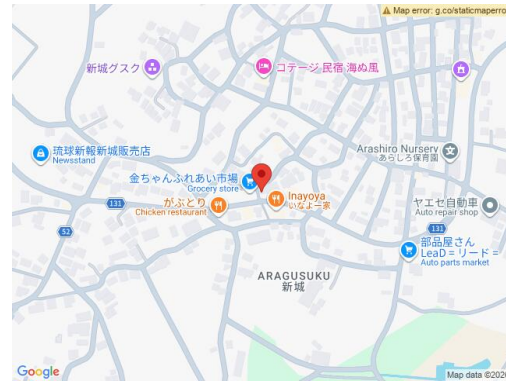 Map error: g.co/staticmaperro
新城グスク
コテージ 民宿 海ぬ風
琉球新報新城販売店
Newsstand
Arashiro Nursery
あらしろ保育園
金ちゃんふれあい市場
Grocery store
Inayoya
いなよー家
がぶとり
Chicken restaurant
131
ヤエセ自動車
Auto repair shop
52
131
部品屋さん
LeaD = リード =
Auto parts market
ARAGUSUKU
新城
Google
Map data ©2026